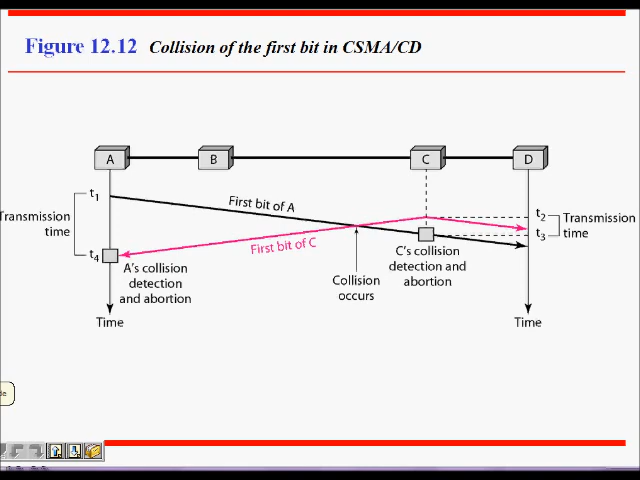 Figure 12.12 Collision of the first bit in CSMA/CD
A
B
C
D
t1
First bit of A
t2
Transmission
time
Transmission
time
First bit of C
t3
t4
A's collision
detection
and abortion
Collision
occurs
C's collision
detection and
abortion
Time
Time
de